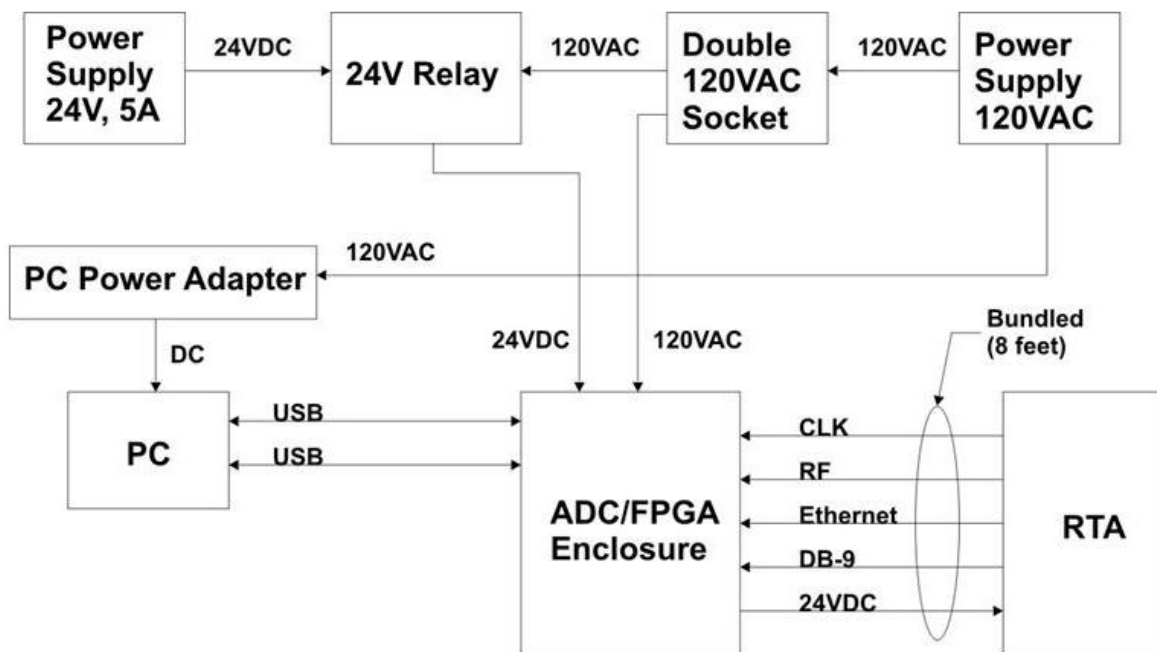 Power
Supply
24V, 5A
24VDC
24V Relay
120VAC
Double
120VAC
Socket
120VAC
Power
Supply
120VAC
PC Power Adapter
120VAC
DC
24VDC
120VAC
Bundled
(8 feet)
PC
USB
USB
ADC/FPGA
Enclosure
CLK
RF
Ethernet
DB-9
24VDC
RTA